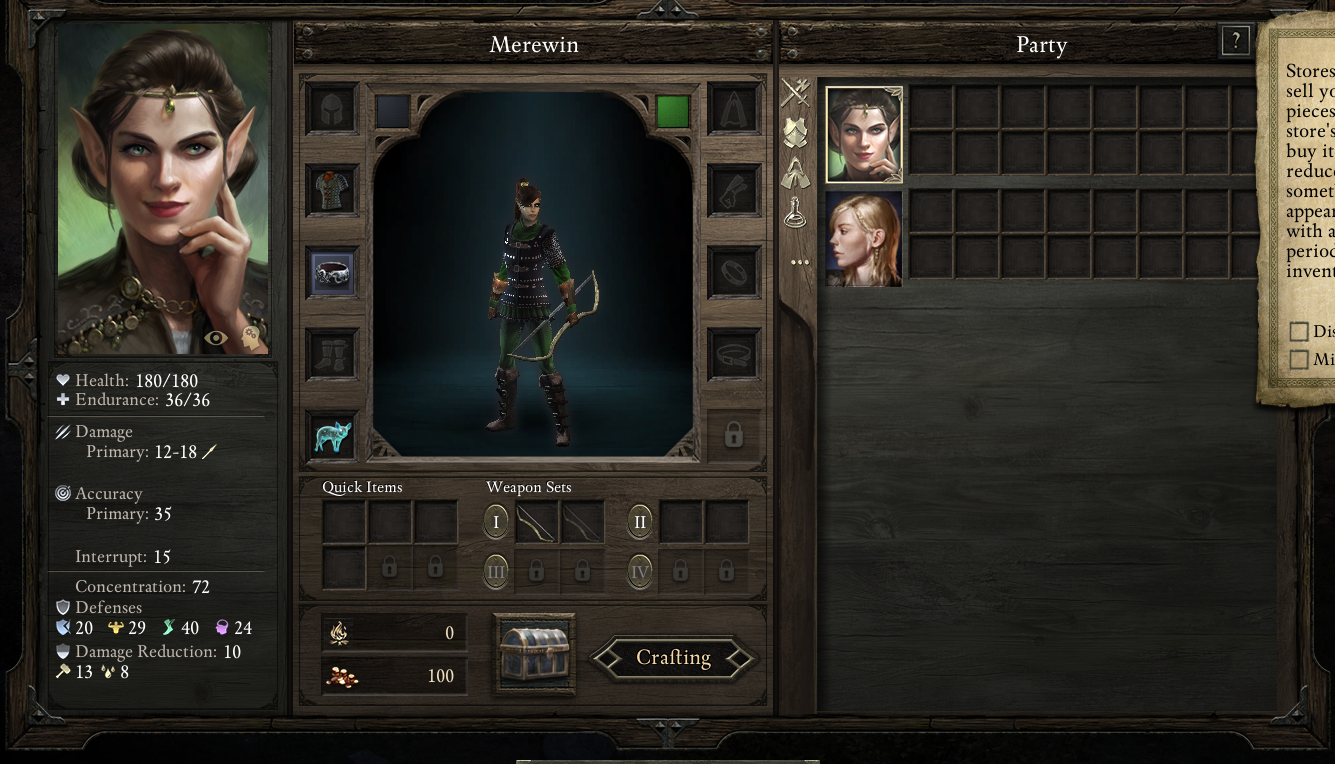 Merewin
Party
?
Health: 180/180
Endurance: 36/36
Damage
Primary: 12-18
Accuracy
Primary: 35
Interrupt: 15
Concentration: 72
Defenses
20 29 40 24
Damage Reduction: 10
13 8
Quick Items
Weapon Sets
I
II
III
IV
0
100
Crafting
Stores
sell yo
pieces
store's
buy it
reduc
somet
appear
with a
period
invent
Dis
Mi